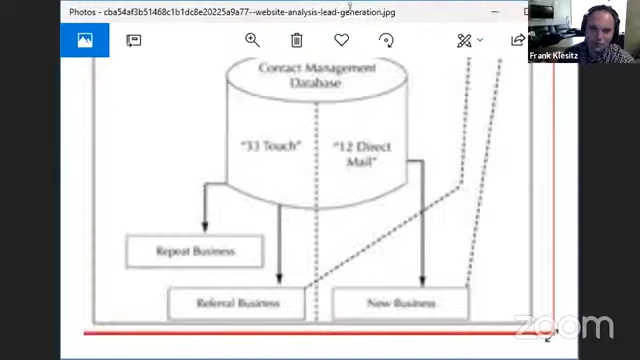 Photos - cba54af3b51468c1b1dc8e20225a9a77--website-analysis-lead-generation.jpg
Frank Klesitz
Contact Management
Database
"33 Touch"
"12 Direct
Mail"
Repeat Business
Referral Business
New Business
zoom